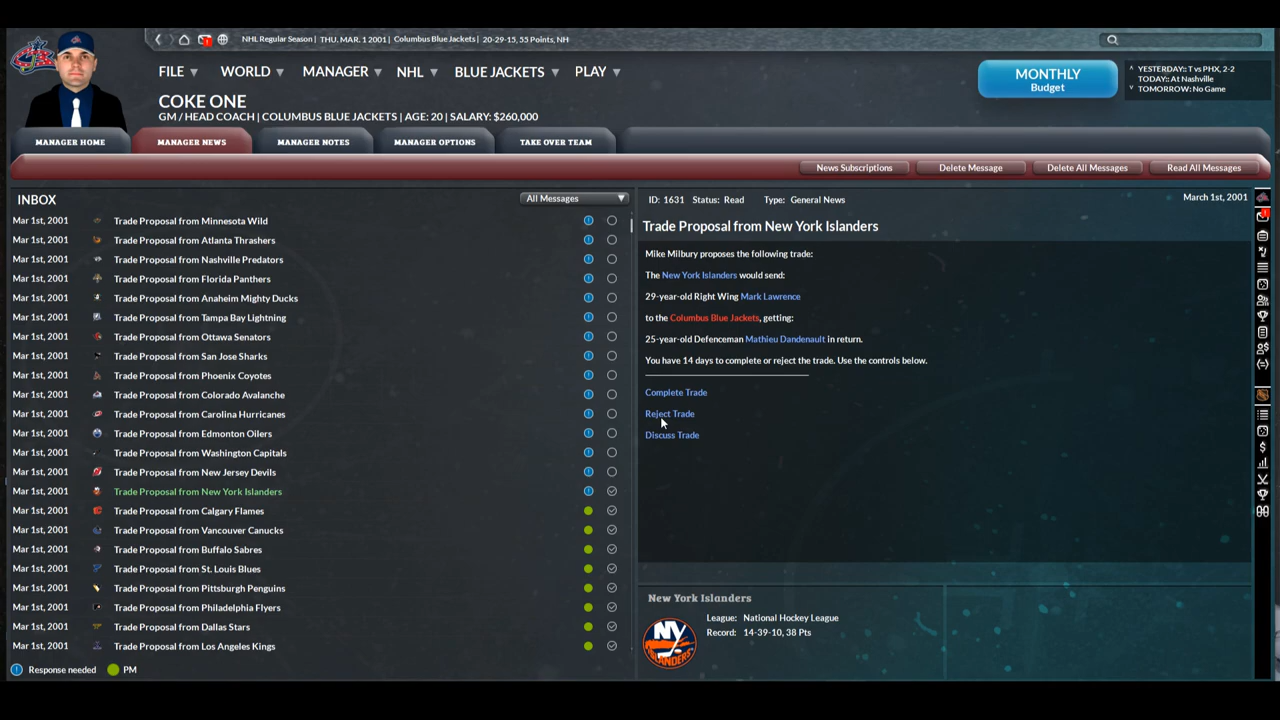 NHL Regular Season | THU. MAR. 1 2001 | Columbus Blue Jackets | 20-29-15, 55 Points, NH
FILE WORLD MANAGER NHL BLUE JACKETS PLAY
MONTHLY
Budget
YESTERDAY:: T vs PHX, 2-2
TODAY:: At Nashville
TOMORROW: No Game
COKE ONE
GM / HEAD COACH | COLUMBUS BLUE JACKETS | AGE: 20 | SALARY: $260,000
MANAGER HOME MANAGER NEWS MANAGER NOTES MANAGER OPTIONS TAKE OVER TEAM
News Subscriptions Delete Message Delete All Messages Read All Messages
INBOX All Messages
Mar 1st, 2001 Trade Proposal from Minnesota Wild
Mar 1st, 2001 Trade Proposal from Atlanta Thrashers
Mar 1st, 2001 Trade Proposal from Nashville Predators
Mar 1st, 2001 Trade Proposal from Florida Panthers
Mar 1st, 2001 Trade Proposal from Anaheim Mighty Ducks
Mar 1st, 2001 Trade Proposal from Tampa Bay Lightning
Mar 1st, 2001 Trade Proposal from Ottawa Senators
Mar 1st, 2001 Trade Proposal from San Jose Sharks
Mar 1st, 2001 Trade Proposal from Phoenix Coyotes
Mar 1st, 2001 Trade Proposal from Colorado Avalanche
Mar 1st, 2001 Trade Proposal from Carolina Hurricanes
Mar 1st, 2001 Trade Proposal from Edmonton Oilers
Mar 1st, 2001 Trade Proposal from Washington Capitals
Mar 1st, 2001 Trade Proposal from New Jersey Devils
Mar 1st, 2001 Trade Proposal from New York Islanders
Mar 1st, 2001 Trade Proposal from Calgary Flames
Mar 1st, 2001 Trade Proposal from Vancouver Canucks
Mar 1st, 2001 Trade Proposal from Buffalo Sabres
Mar 1st, 2001 Trade Proposal from St. Louis Blues
Mar 1st, 2001 Trade Proposal from Pittsburgh Penguins
Mar 1st, 2001 Trade Proposal from Philadelphia Flyers
Mar 1st, 2001 Trade Proposal from Dallas Stars
Mar 1st, 2001 Trade Proposal from Los Angeles Kings
Response needed PM
ID: 1631 Status: Read Type: General News March 1st, 2001
Trade Proposal from New York Islanders
Mike Milbury proposes the following trade:
The New York Islanders would send:
29-year-old Right Wing Mark Lawrence
to the Columbus Blue Jackets, getting:
25-year-old Defenceman Mathieu Dandenault in return.
You have 14 days to complete or reject the trade. Use the controls below.
Complete Trade
Reject Trade
Discuss Trade
New York Islanders
League: National Hockey League
Record: 14-39-10, 38 Pts
NY
ISLANDERS